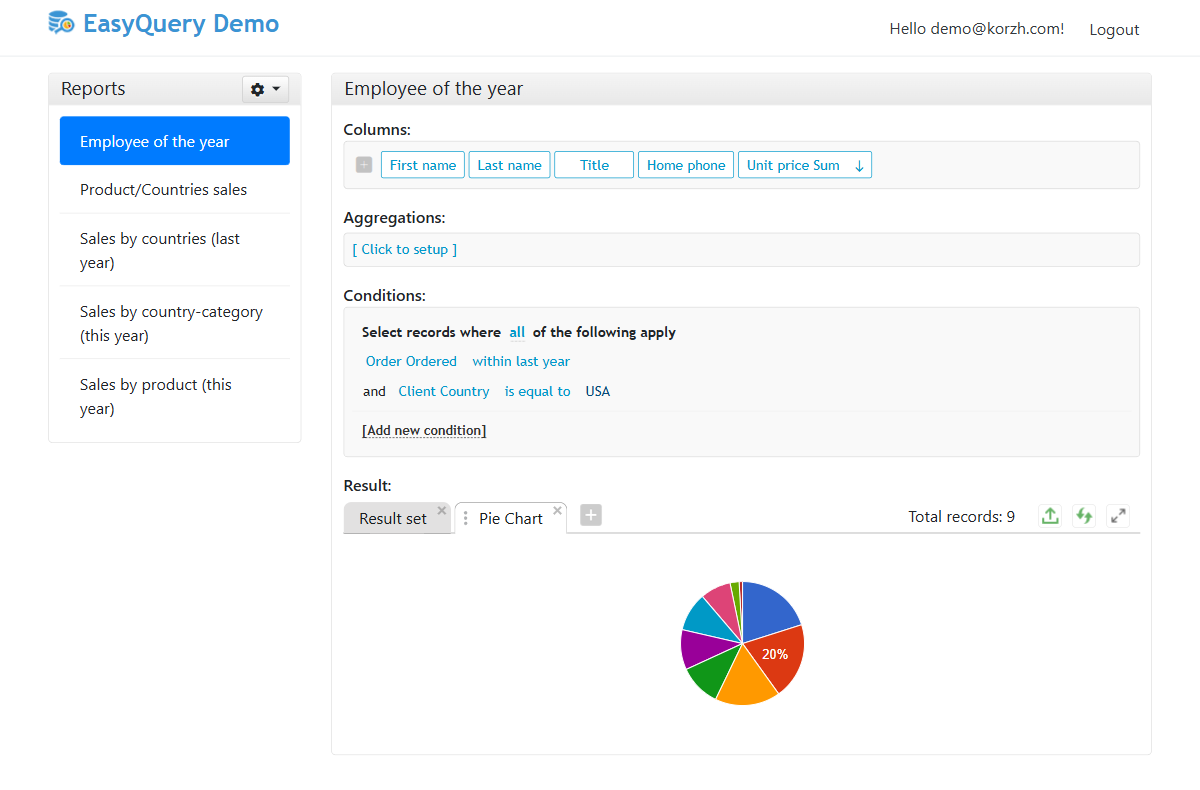 EasyQuery Demo
Hello demo@korzh.com!
Logout
Reports
Employee of the year
Product/Countries sales
Sales by countries (last
year)
Sales by country-category
(this year)
Sales by product (this
year)
Employee of the year
Columns:
First name
Last name
Title
Home phone
Unit price Sum ↓
Aggregations:
[ Click to setup ]
Conditions:
Select records where all of the following apply
Order Ordered within last year
and Client Country is equal to USA
[Add new condition]
Result:
Result set
Pie Chart
Total records: 9
20%